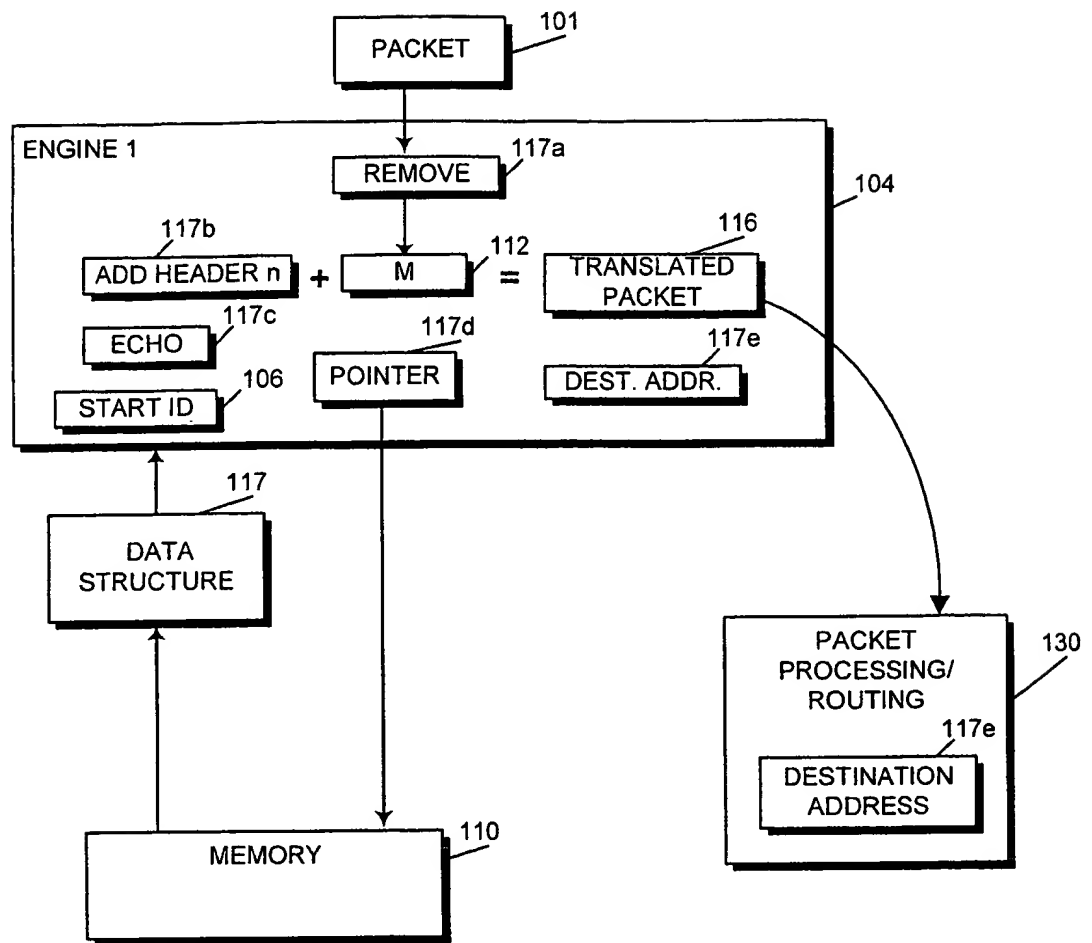 PACKET
101
ENGINE 1
REMOVE
117a
104
117b
ADD HEADER n
+
M
112
=
116
TRANSLATED
PACKET
ECHO
117c
117d
POINTER
117e
DEST. ADDR.
START ID
106
117
DATA
STRUCTURE
PACKET
PROCESSING/
ROUTING
130
117e
DESTINATION
ADDRESS
MEMORY
110